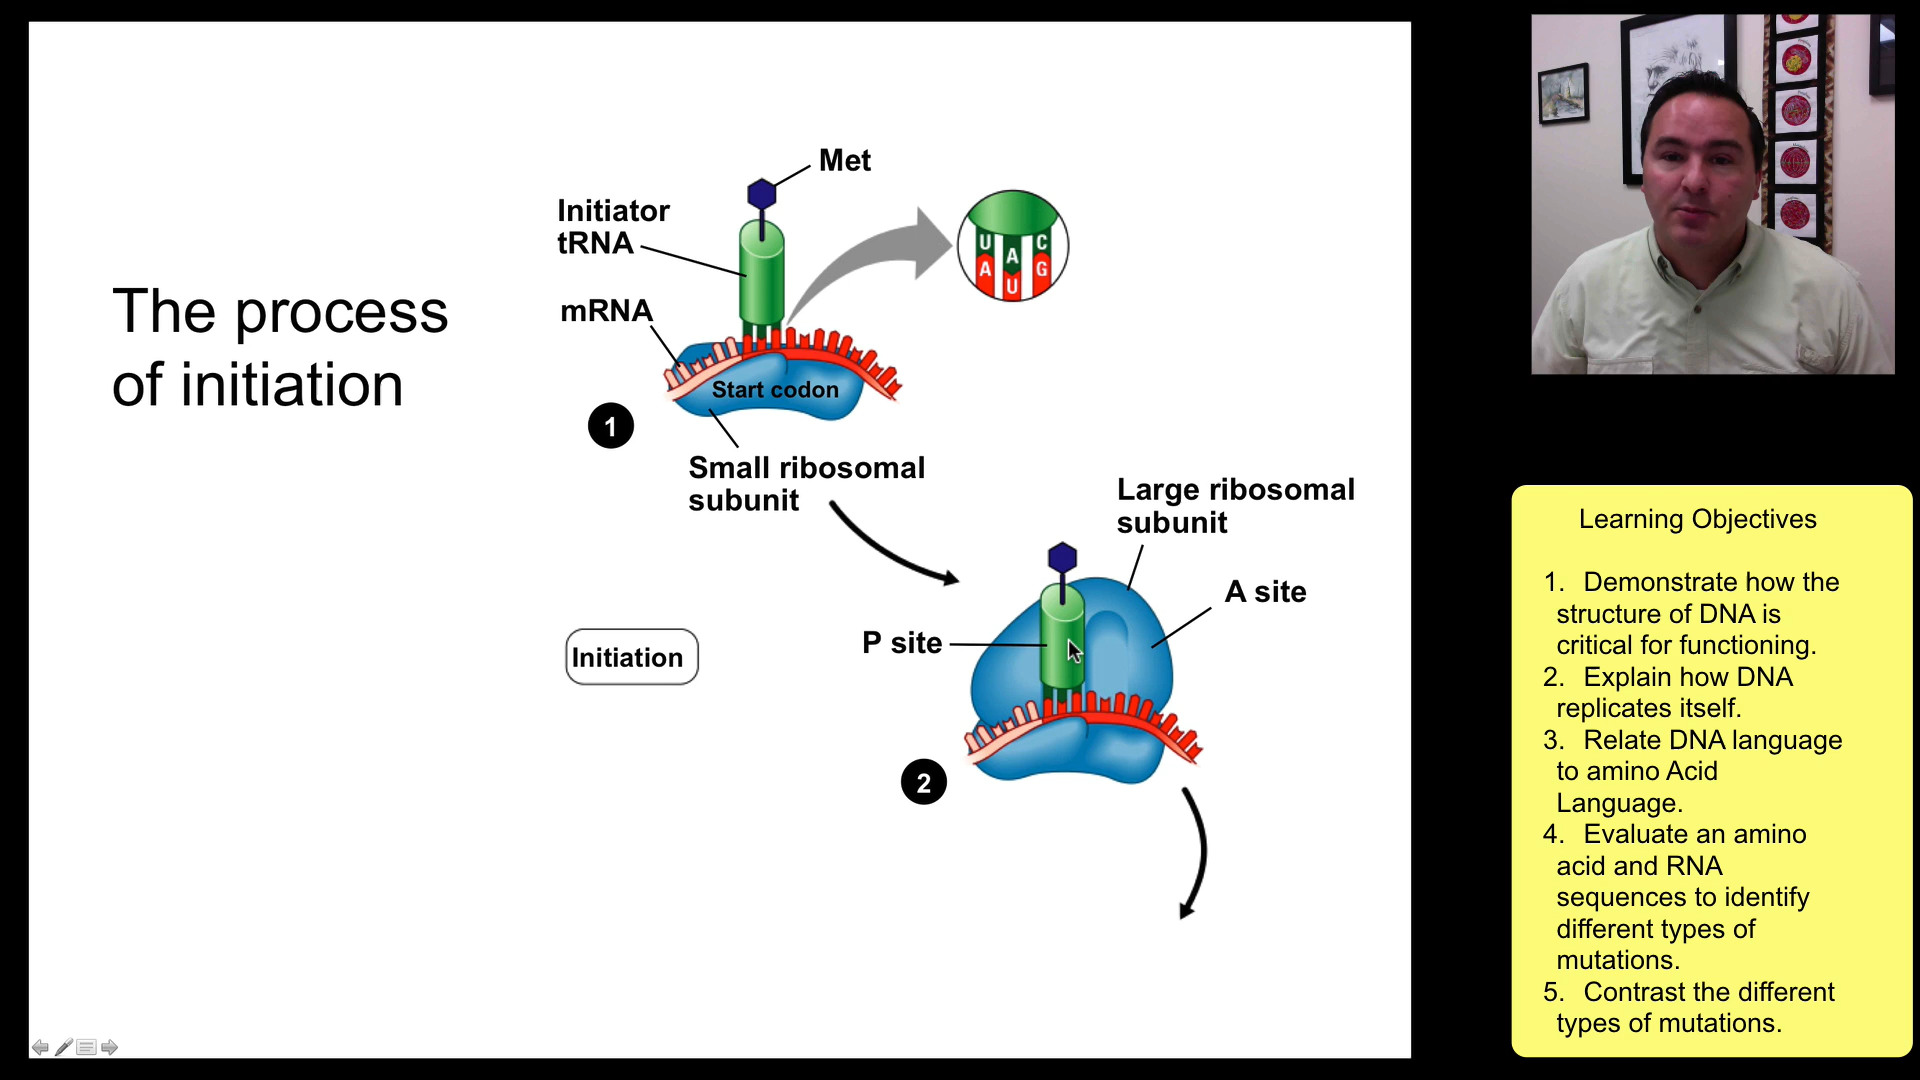 The process
of initiation
Met
Initiator
tRNA
mRNA
U A C
A U G
Start codon
1
Small ribosomal
subunit
Large ribosomal
subunit
A site
P site
Initiation
2
Learning Objectives
1. Demonstrate how the
structure of DNA is
critical for functioning.
2. Explain how DNA
replicates itself.
3. Relate DNA language
to amino Acid
Language.
4. Evaluate an amino
acid and RNA
sequences to identify
different types of
mutations.
5. Contrast the different
types of mutations.